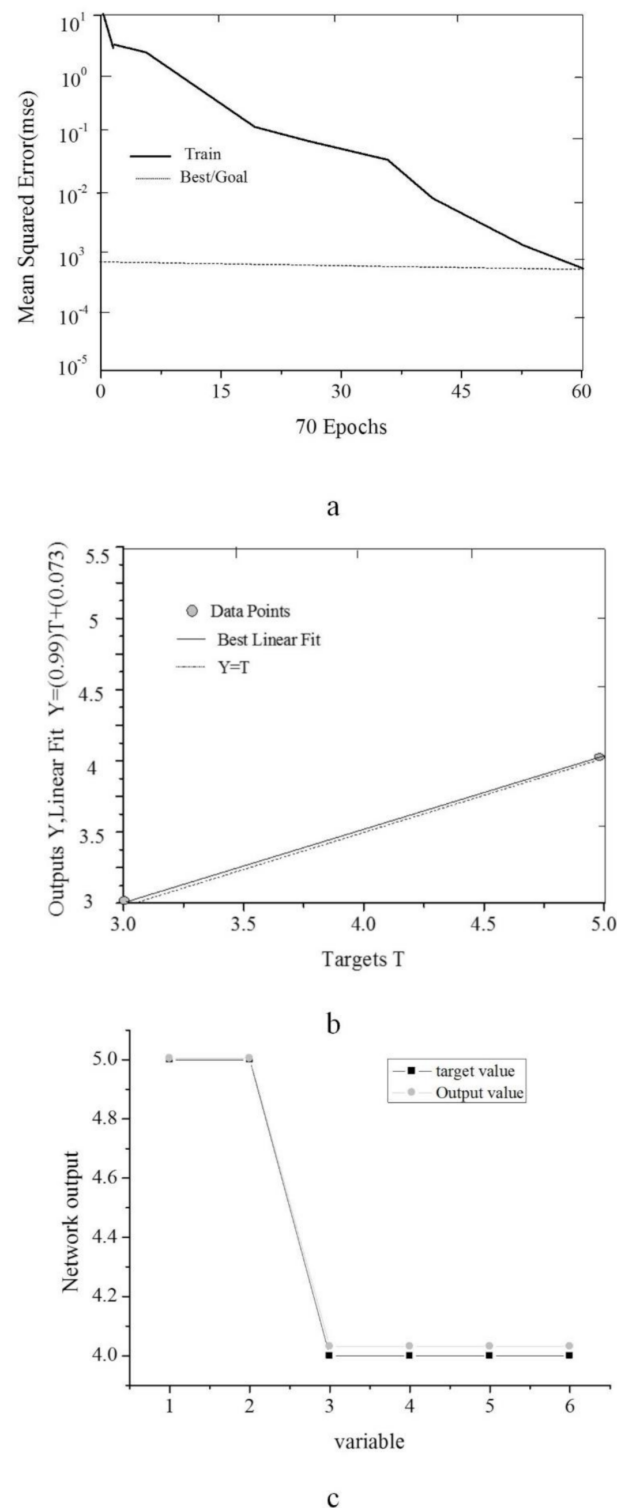 10^1
10^0
10^-1
10^-2
10^3
10^-4
10^-5
Mean Squared Error(mse)
Train
Best/Goal
0 15 30 45 60
70 Epochs
a
5.5
5
4.5
4
3.5
3
Outputs Y,Linear Fit Y=(0.99)T+(0.073)
Data Points
Best Linear Fit
Y=T
3.0 3.5 4.0 4.5 5.0
Targets T
b
5.0
4.8
4.6
4.4
4.2
4.0
Network output
target value
Output value
1 2 3 4 5 6
variable
c